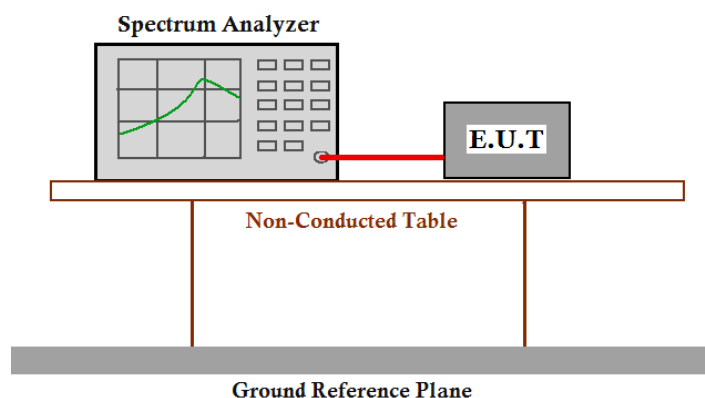 Spectrum Analyzer
E.U.T
Non-Conducted Table
Ground Reference Plane